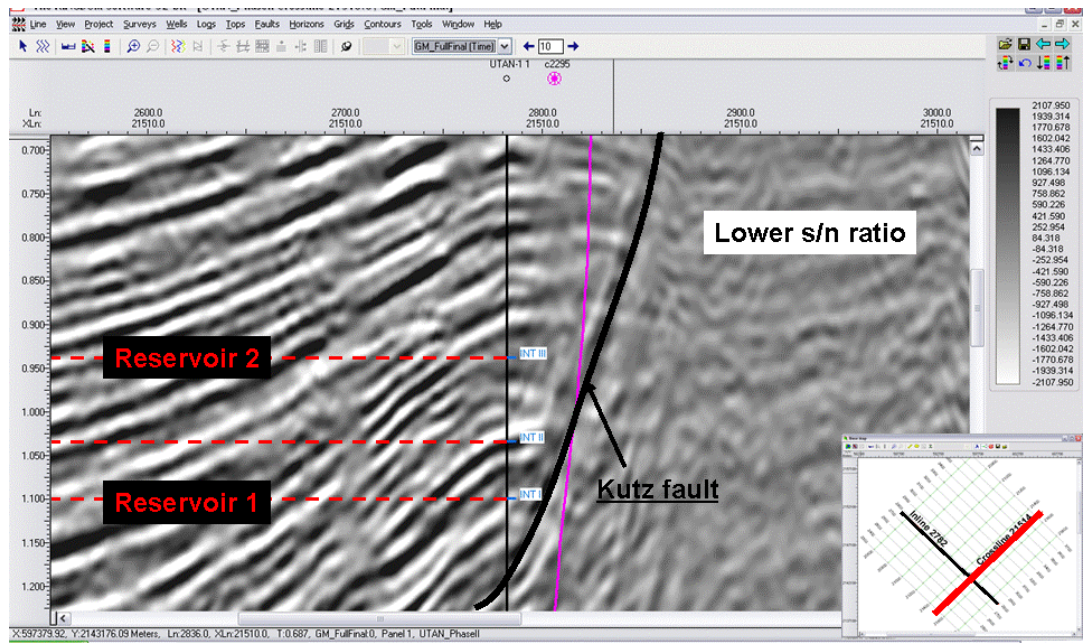 Line View Project Surveys Wells Logs Tops Faults Horizons Grids Contours Tools Window Help
GM_FullFinal [Time]
10
UTAN-1 1 c2295
Ln: 2600.0 2700.0 2800.0 2900.0 3000.0
XLn: 21510.0 21510.0 21510.0 21510.0 21510.0
0.700
0.750
0.800
0.850
0.900
0.950
1.000
1.050
1.100
1.150
1.200
Lower s/n ratio
Reservoir 2
INT III
INT II
Reservoir 1
INT I
Kutz fault
2107.950
1939.314
1770.678
1602.042
1433.406
1264.770
1096.134
927.498
758.862
590.226
421.590
252.954
84.318
-84.318
-252.954
-421.590
-590.226
-758.862
-927.498
-1096.134
-1264.770
-1433.406
-1602.042
-1770.678
-1939.314
-2107.950
Inline 2782
Crossline 21514
X:597379.92, Y:2143176.09 Meters, Ln:2836.0, XLn:21510.0, T:0.687, GM_FullFinal:0, Panel 1, UTAN_PhaseII